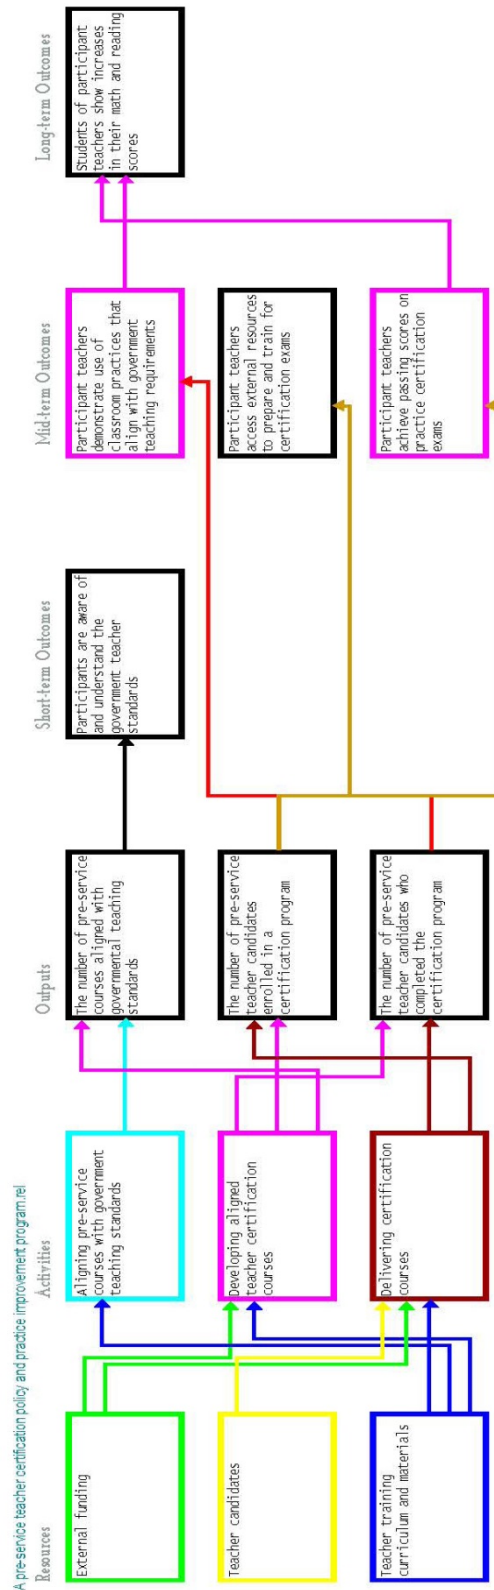 A pre-service teacher certification policy and practice improvement program.rel
Resources
Activities
Outputs
Short-term Outcomes
Mid-term Outcomes
Long-term Outcomes
External funding
Aligning pre-service
courses with government
teaching standards
The number of pre-service
courses aligned with
governmental teaching
standards
Participants are aware of
and understand the
government teacher
standards
Participant teachers
demonstrate use of
classroom practices that
align with government
teaching requirements
Students of participant
teachers show increases
in their math and reading
scores
Teacher candidates
Developing aligned
teacher certification
courses
The number of pre-service
teacher candidates
enrolled in a
certification program
Participant teachers
access external resources
to prepare and train for
certification exams
Teacher training
curriculum and materials
Delivering certification
courses
The number of pre-service
teacher candidates who
completed the
certification program
Participant teachers
achieve passing scores on
practice certification
exams